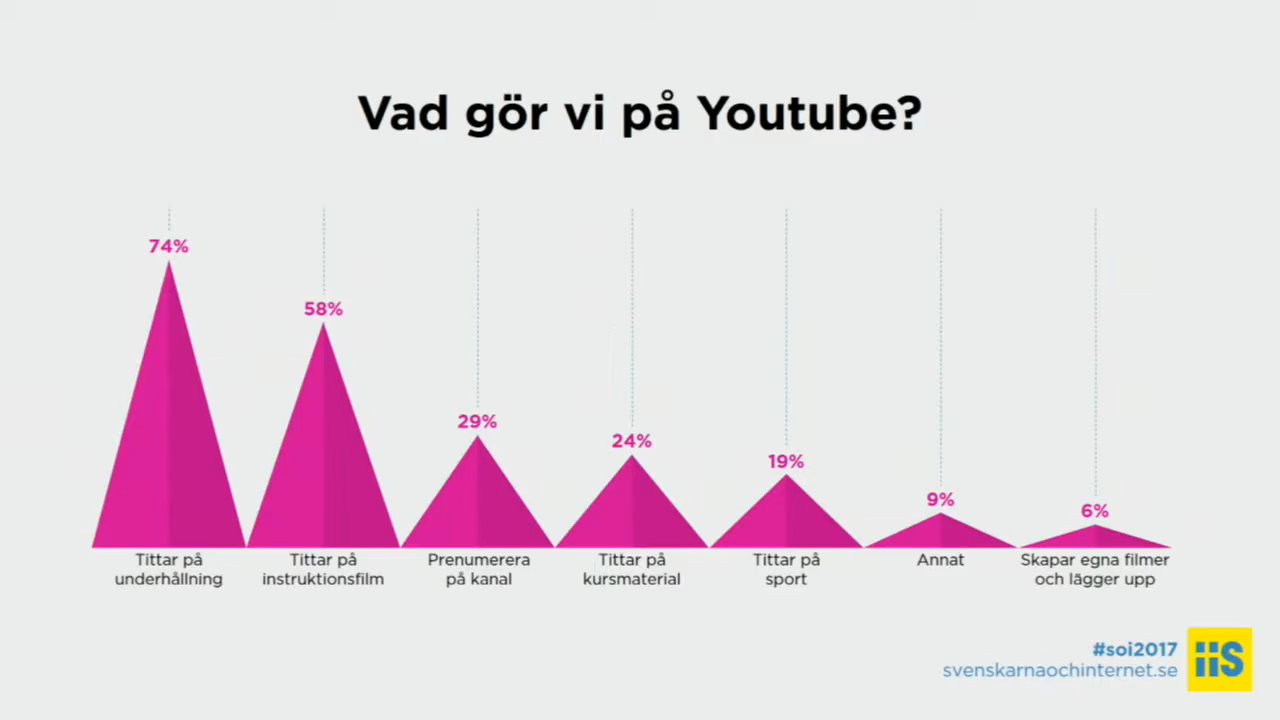 Vad gör vi på Youtube?
74%
58%
29%
24%
19%
9%
6%
Tittar på
underhållning
Tittar på
instruktionsfilm
Prenumerera
på kanal
Tittar på
kursmaterial
Tittar på
sport
Annat
Skapar egna filmer
och lägger upp
#soi2017
svenskarnaochinternet.se
iis